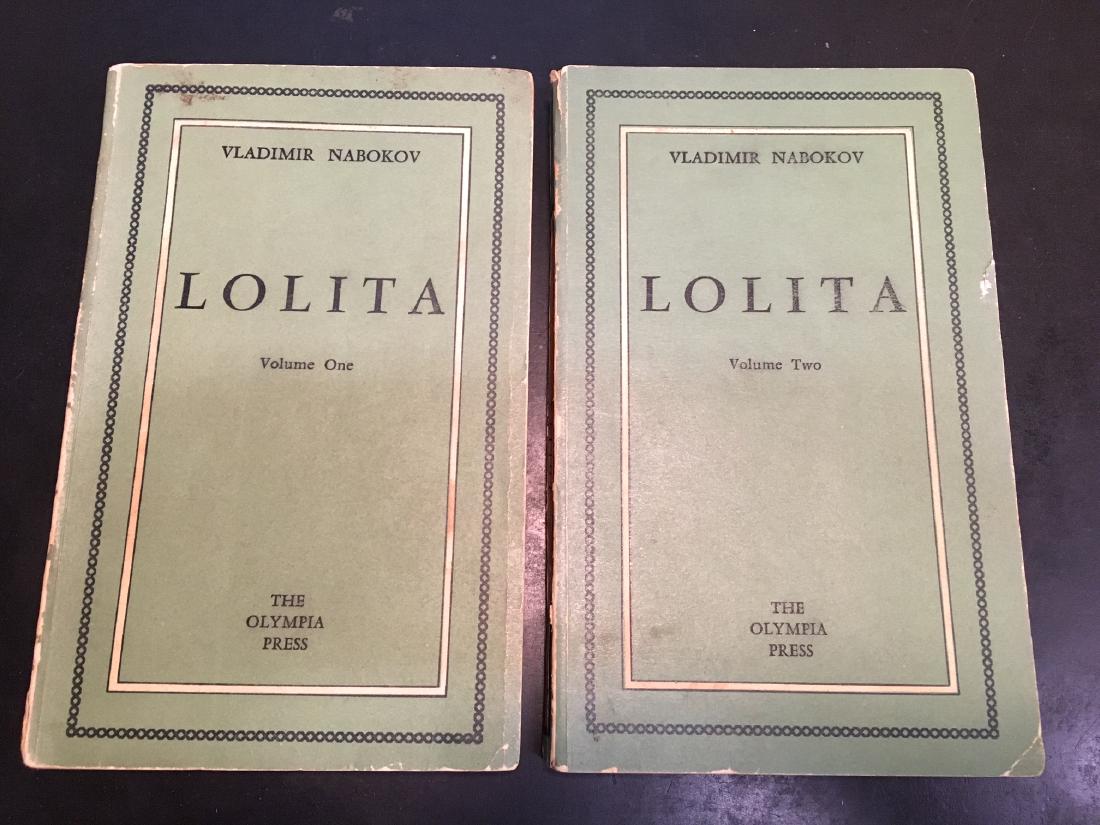 VLADIMIR NABOKOV
LOLITA
Volume One
THE
OLYMPIA
PRESS
VLADIMIR NABOKOV
LOLITA
Volume Two
THE
OLYMPIA
PRESS